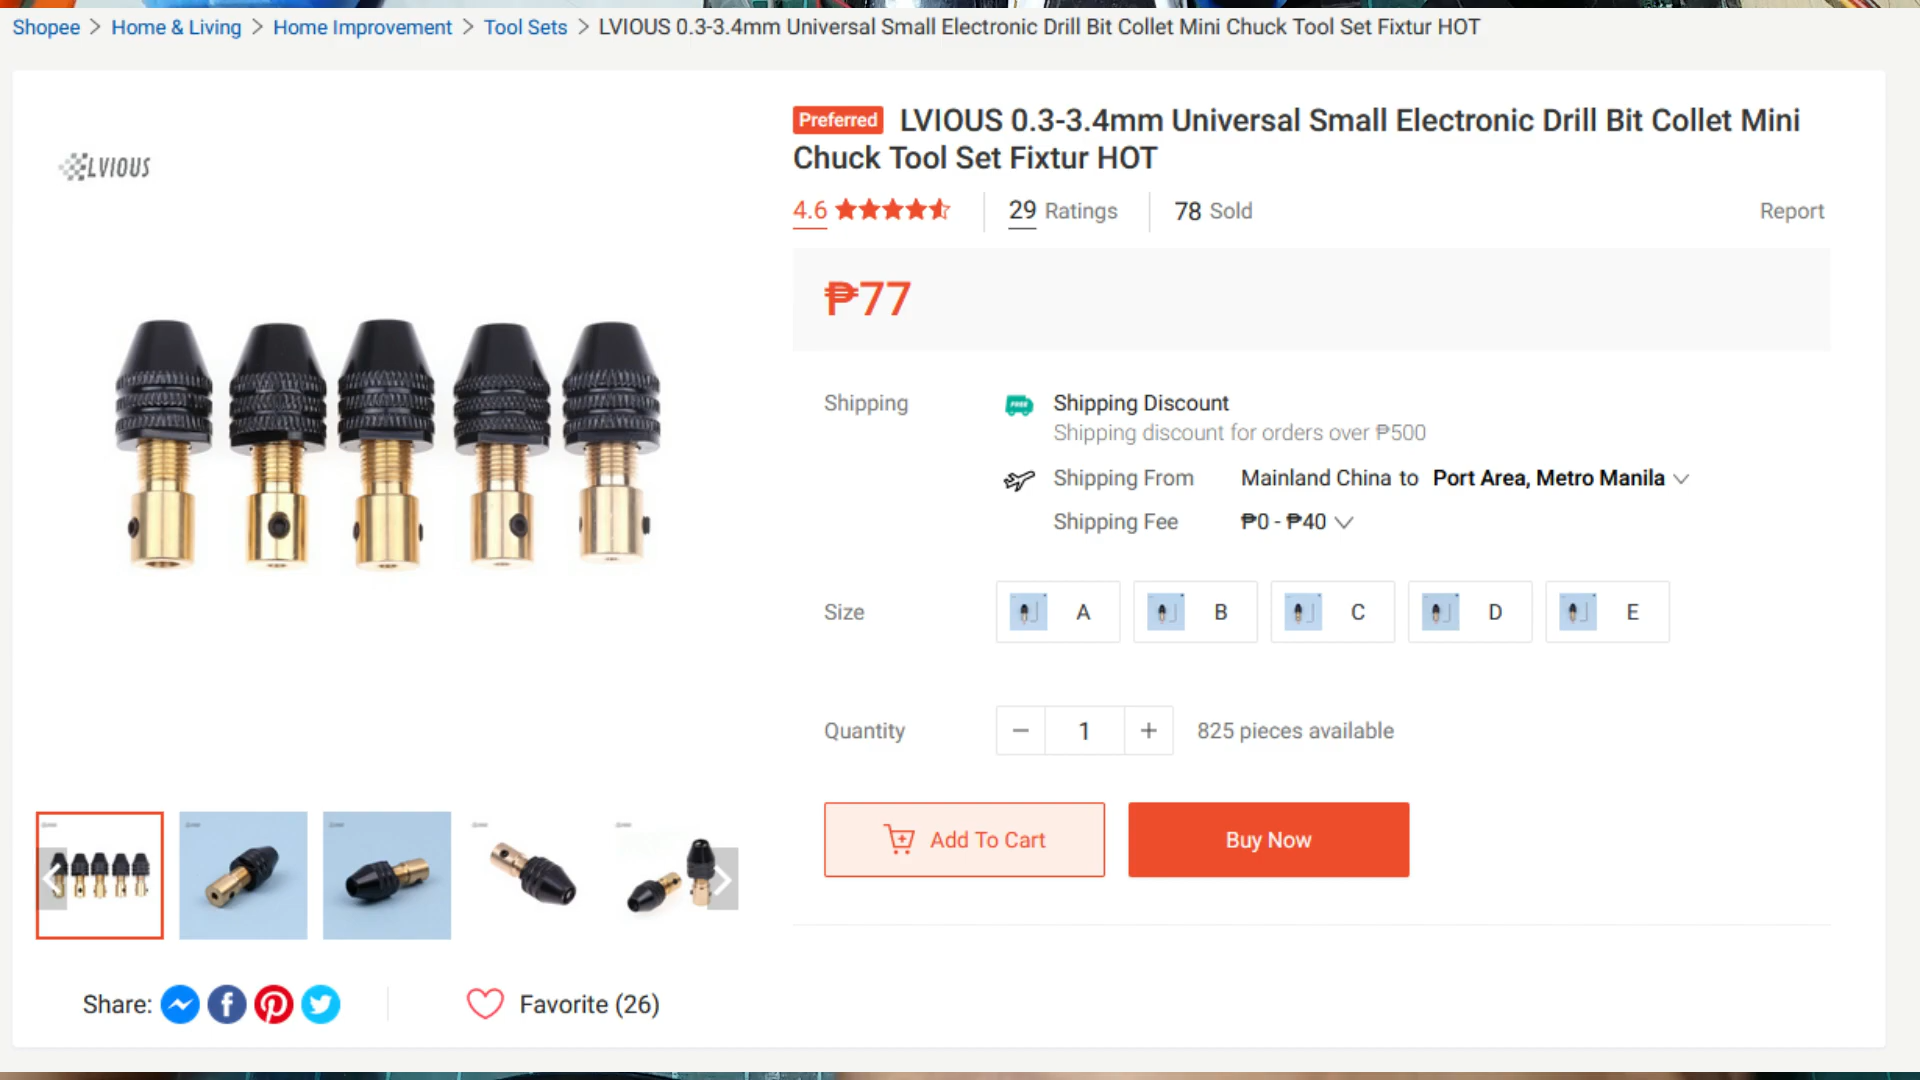 Shopee > Home & Living > Home Improvement > Tool Sets > LVIOUS 0.3-3.4mm Universal Small Electronic Drill Bit Collet Mini Chuck Tool Set Fixtur HOT
LVIOUS
Preferred LVIOUS 0.3-3.4mm Universal Small Electronic Drill Bit Collet Mini
Chuck Tool Set Fixtur HOT
4.6 29 Ratings 78 Sold Report
₱77
Shipping FREE Shipping Discount
Shipping discount for orders over ₱500
Shipping From Mainland China to Port Area, Metro Manila
Shipping Fee ₱0 - ₱40
Size A B C D E
Quantity − 1 + 825 pieces available
Add To Cart Buy Now
Share: Favorite (26)